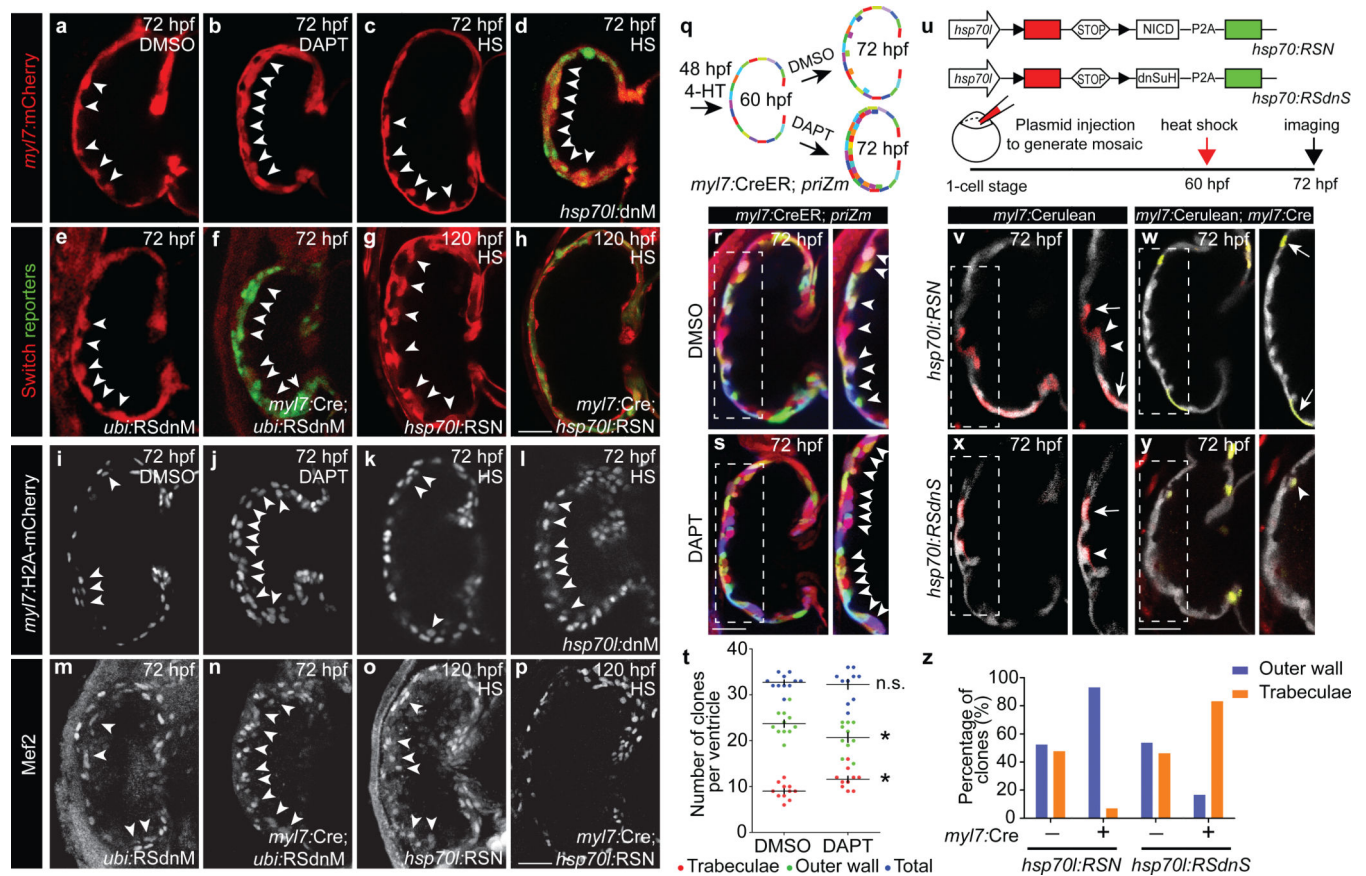 a
72 hpf
DMSO
b
72 hpf
DAPT
c
72 hpf
HS
d
72 hpf
HS
hsp70l:dnM
myl7:mCherry
e
72 hpf
ubi:RSdnM
f
72 hpf
myl7:Cre;
ubi:RSdnM
g
120 hpf
HS
hsp70l:RSN
h
120 hpf
HS
myl7:Cre;
hsp70l:RSN
Switch reporters
i
72 hpf
DMSO
j
72 hpf
DAPT
k
72 hpf
HS
l
72 hpf
HS
hsp70l:dnM
myl7:H2A-mCherry
m
72 hpf
ubi:RSdnM
n
72 hpf
myl7:Cre;
ubi:RSdnM
o
120 hpf
HS
hsp70l:RSN
p
120 hpf
HS
myl7:Cre;
hsp70l:RSN
Mef2
q
48 hpf
4-HT
60 hpf
DMSO
72 hpf
DAPT
72 hpf
myl7:CreER; priZm
myl7:CreER; priZm
r
DMSO
s
DAPT
t
Number of clones
per ventricle
40
30
20
10
0
n.s.
*
*
DMSO
DAPT
Trabeculae
Outer wall
Total
u
hsp70l
STOP
NICD
P2A
hsp70:RSN
hsp70l
STOP
dnSuH
P2A
hsp70:RSdnS
Plasmid injection
to generate mosaic
heat shock
imaging
1-cell stage
60 hpf
72 hpf
myl7:Cerulean
myl7:Cerulean; myl7:Cre
v
72 hpf
w
72 hpf
hsp70l:RSN
x
72 hpf
y
72 hpf
hsp70l:RSdnS
z
Outer wall
Trabeculae
Percentage of
clones (%)
80
60
40
20
0
myl7:Cre
–
+
–
+
hsp70l:RSN
hsp70l:RSdnS